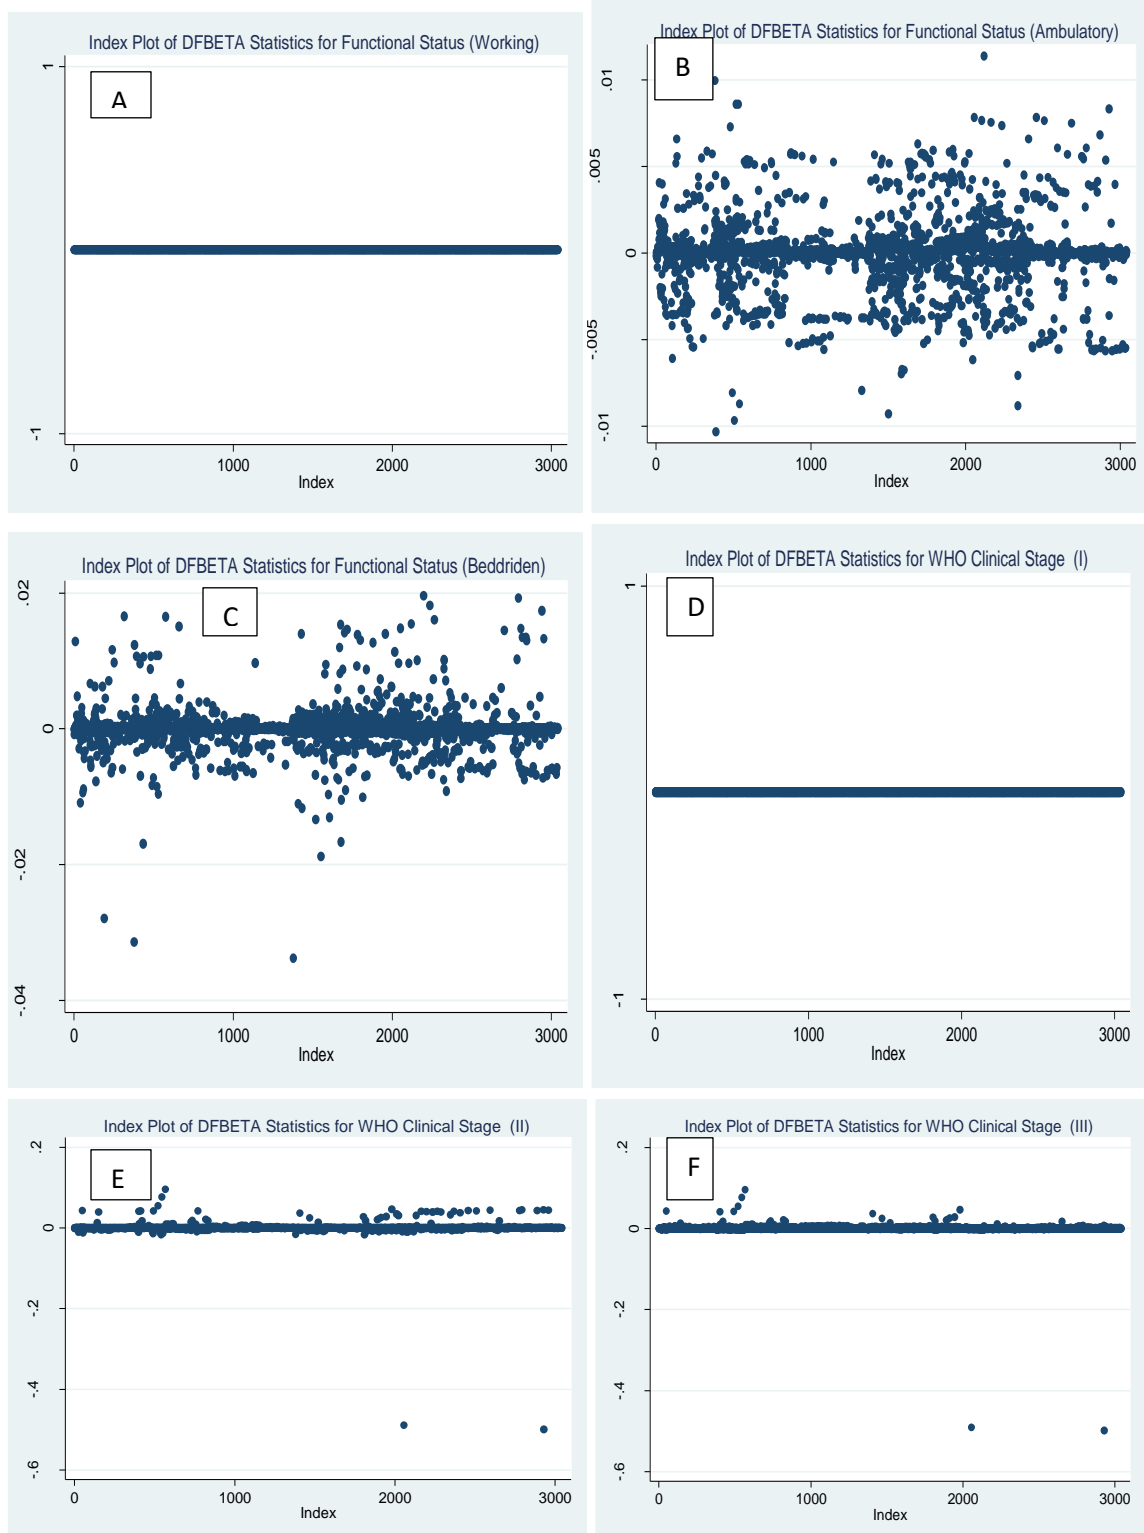 Index Plot of DFBETA Statistics for Functional Status (Working)
A
1
-1
0 1000 2000 3000
Index
Index Plot of DFBETA Statistics for Functional Status (Ambulatory)
B
.01
.005
0
-.005
-.01
0 1000 2000 3000
Index
Index Plot of DFBETA Statistics for Functional Status (Beddriden)
C
.02
0
-.02
-.04
0 1000 2000 3000
Index
Index Plot of DFBETA Statistics for WHO Clinical Stage (I)
D
1
-1
0 1000 2000 3000
Index
Index Plot of DFBETA Statistics for WHO Clinical Stage (II)
E
.2
0
-.2
-.4
-.6
0 1000 2000 3000
Index
Index Plot of DFBETA Statistics for WHO Clinical Stage (III)
F
.2
0
-.2
-.4
-.6
0 1000 2000 3000
Index